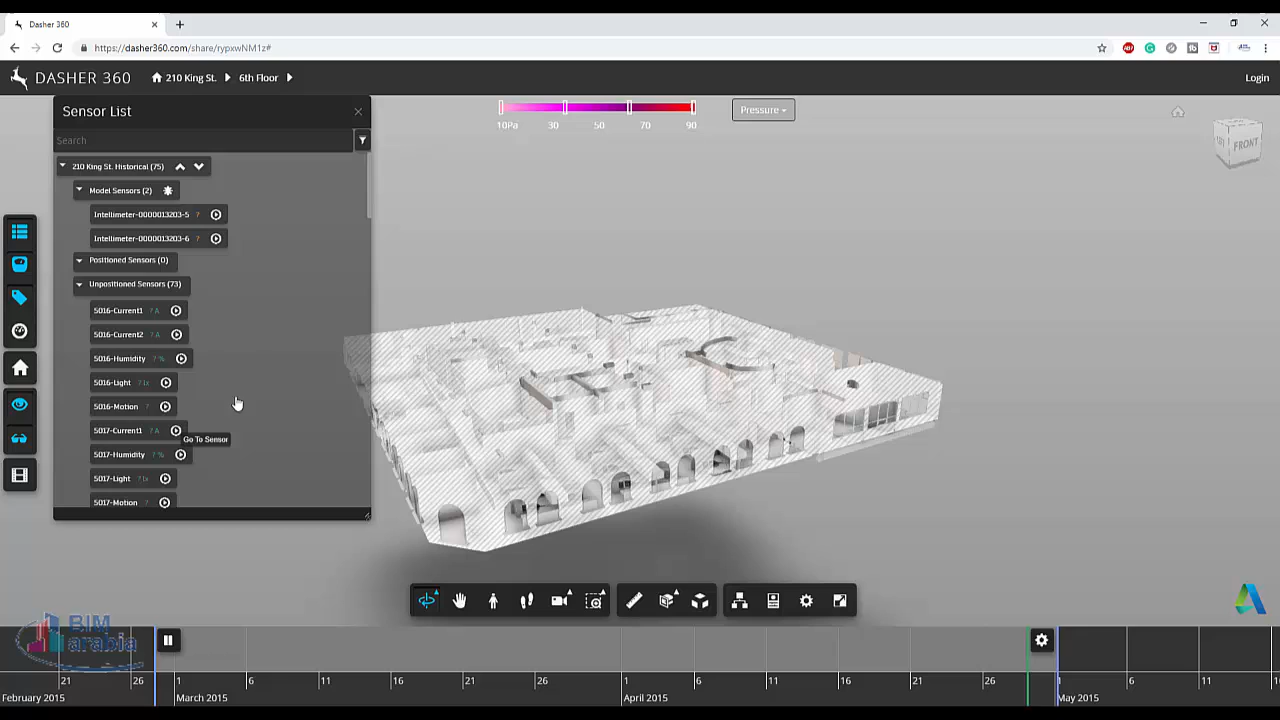 Dasher 360
https://dasher360.com/share/rypxwNM1z#
DASHER 360
210 King St.
6th Floor
Login
Sensor List
Search
10Pa 30 50 70 90
Pressure
FRONT
210 King St. Historical (75)
Model Sensors (2)
Intellimeter-0000013203-5 ?
Intellimeter-0000013203-6 ?
Positioned Sensors (0)
Unpositioned Sensors (73)
5016-Current1 ? A
5016-Current2 ? A
5016-Humidity ? %
5016-Light ? lx
5016-Motion ?
5017-Current1 ? A
Go To Sensor
5017-Humidity ? %
5017-Light ? lx
5017-Motion ?
BIM
arabia
21 26 1 6 11 16 21 26 1 6 11 16 21 26 1 6 11
February 2015 March 2015 April 2015 May 2015